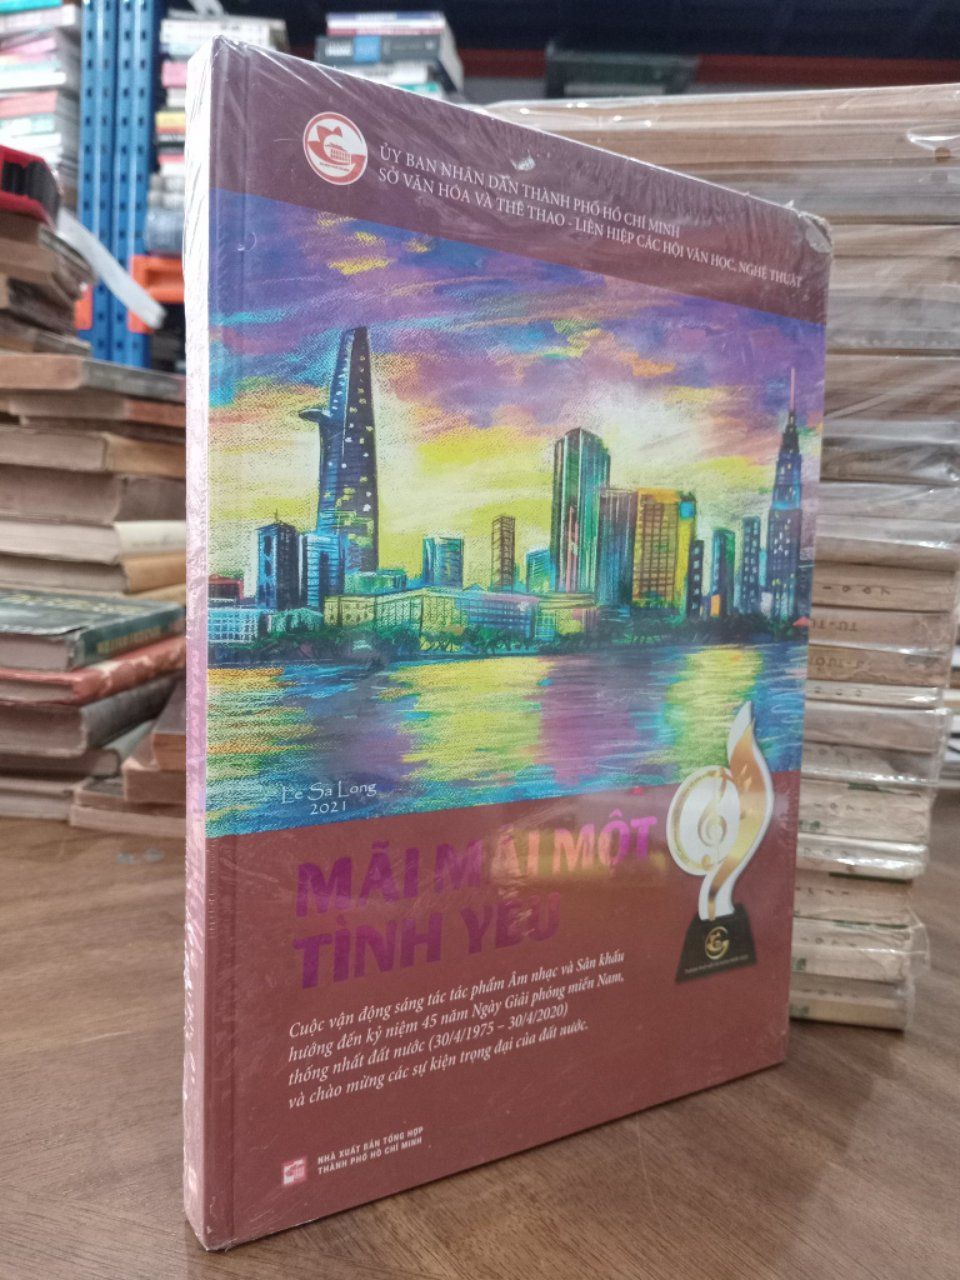 ỦY BAN NHÂN DÂN THÀNH PHỐ HỒ CHÍ MINH
SỞ VĂN HÓA VÀ THỂ THAO - LIÊN HIỆP CÁC HỘI VĂN HỌC, NGHỆ THUẬT
Le Sa Long
2021
MÃI MÃI MỘT
TÌNH YÊU
Cuộc vận động sáng tác tác phẩm Âm nhạc và Sân khấu
hướng đến kỷ niệm 45 năm Ngày Giải phóng miền Nam,
thống nhất đất nước (30/4/1975 – 30/4/2020)
và chào mừng các sự kiện trọng đại của đất nước.
NHÀ XUẤT BẢN TỔNG HỢP
THÀNH PHỐ HỒ CHÍ MINH